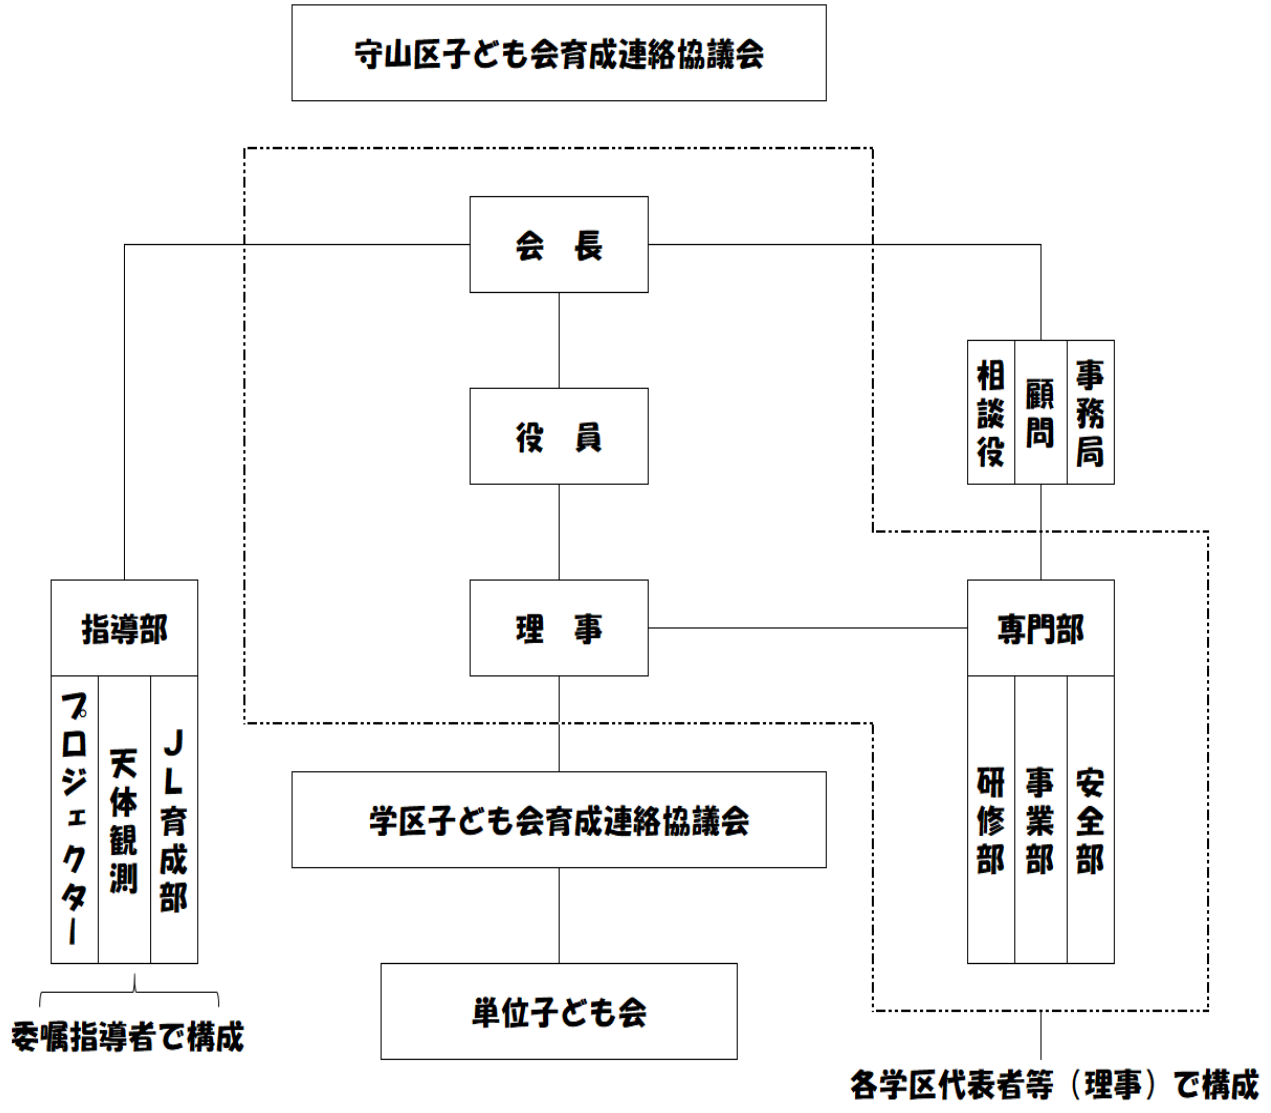 守山区子ども会育成連絡協議会
会　長
相談役
顧問
事務局
役　員
指導部
理　事
専門部
プロジェクター
天体観測
ＪＬ育成部
研修部
事業部
安全部
学区子ども会育成連絡協議会
単位子ども会
委嘱指導者で構成
各学区代表者等（理事）で構成